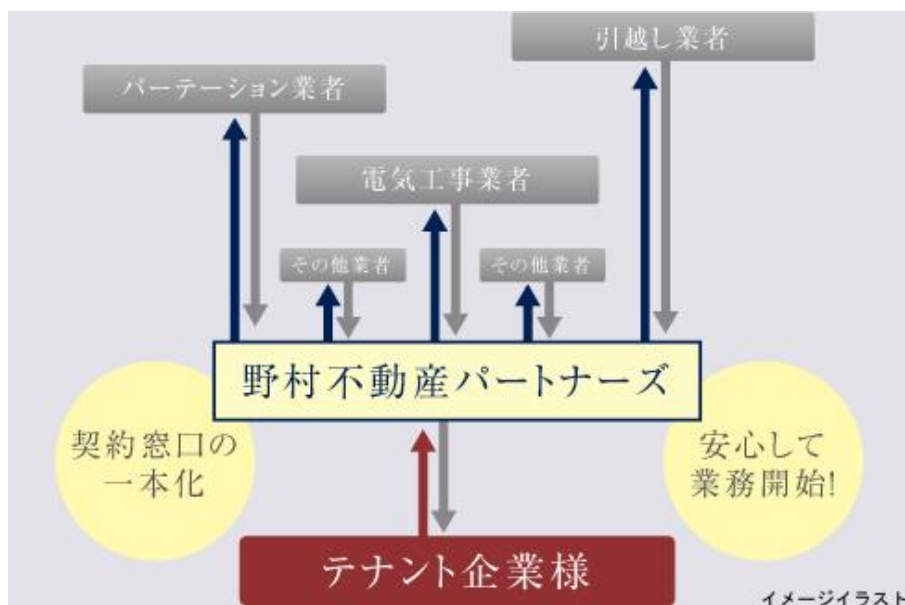 引越し業者
パーテーション業者
電気工事業者
その他業者
その他業者
野村不動産パートナーズ
契約窓口の
一本化
安心して
業務開始!
テナント企業様
イメージイラスト